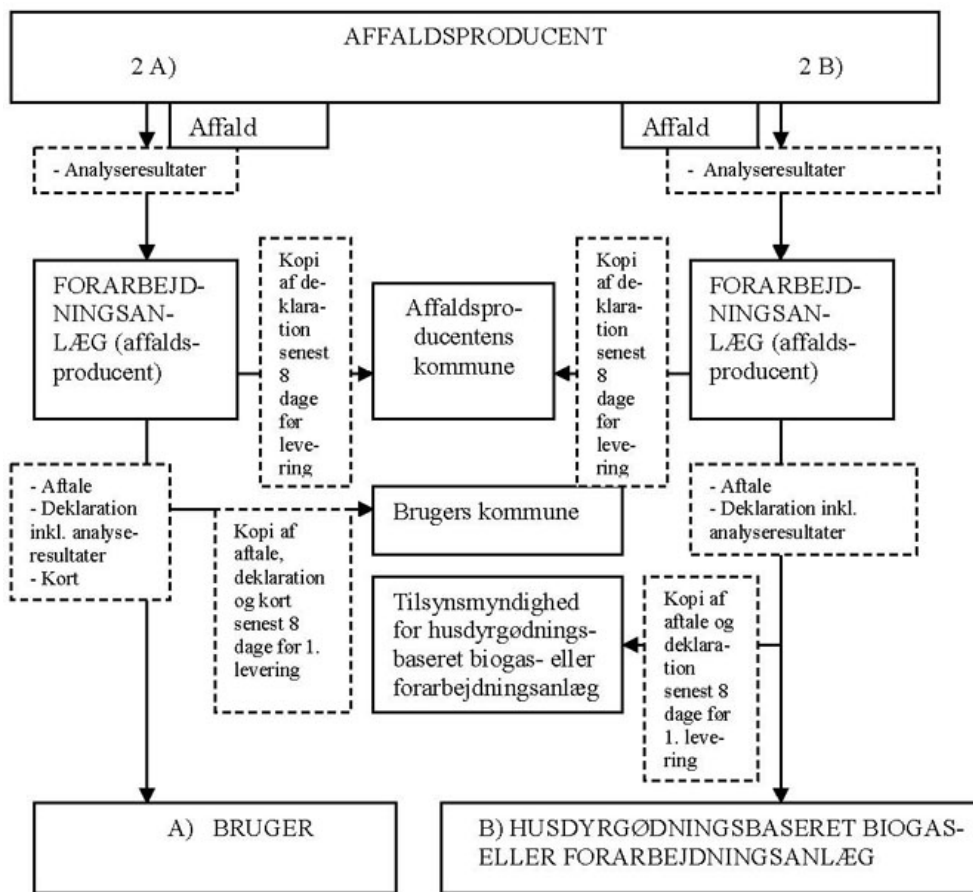 AFFALDSPRODUCENT
2 A)
2 B)
Affald
Affald
- Analyseresultater
- Analyseresultater
FORARBEJD-
NINGSAN-
LÆG (affalds-
producent)
Kopi
af de-
klara-
tion
senest
8
dage
før
leve-
ring
Affaldspro-
ducentens
kommune
Kopi
af de-
klara-
tion
senest
8
dage
før
leve-
ring
FORARBEJD-
NINGSAN-
LÆG (affalds-
producent)
- Aftale
- Deklaration
inkl. analyse-
resultater
- Kort
Kopi af
aftale,
deklaration
og kort
senest 8
dage før 1.
levering
Brugers kommune
- Aftale
- Deklaration inkl.
analyseresultater
Tilsynsmyndighed
for husdyrgødnings-
baseret biogas- eller
forarbejdningsanlæg
Kopi af
aftale og
deklara-
tion
senest 8
dage før
1. leve-
ring
A) BRUGER
B) HUSDYRGØDNINGSBASERET BIOGAS-
ELLER FORARBEJDNINGSANLÆG